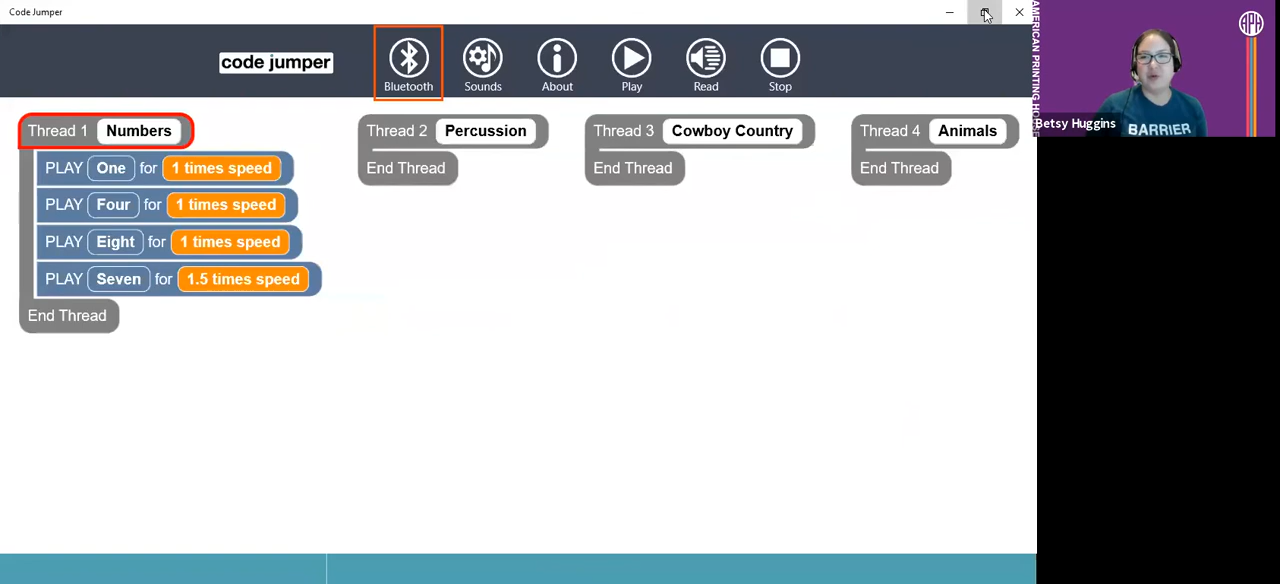 Code Jumper
code jumper
Bluetooth
Sounds
About
Play
Read
Stop
Thread 1 Numbers
PLAY One for 1 times speed
PLAY Four for 1 times speed
PLAY Eight for 1 times speed
PLAY Seven for 1.5 times speed
End Thread
Thread 2 Percussion
End Thread
Thread 3 Cowboy Country
End Thread
Thread 4 Animals
End Thread
AMERICAN PRINTING HOUSE
APH
Betsy Huggins
BARRIER